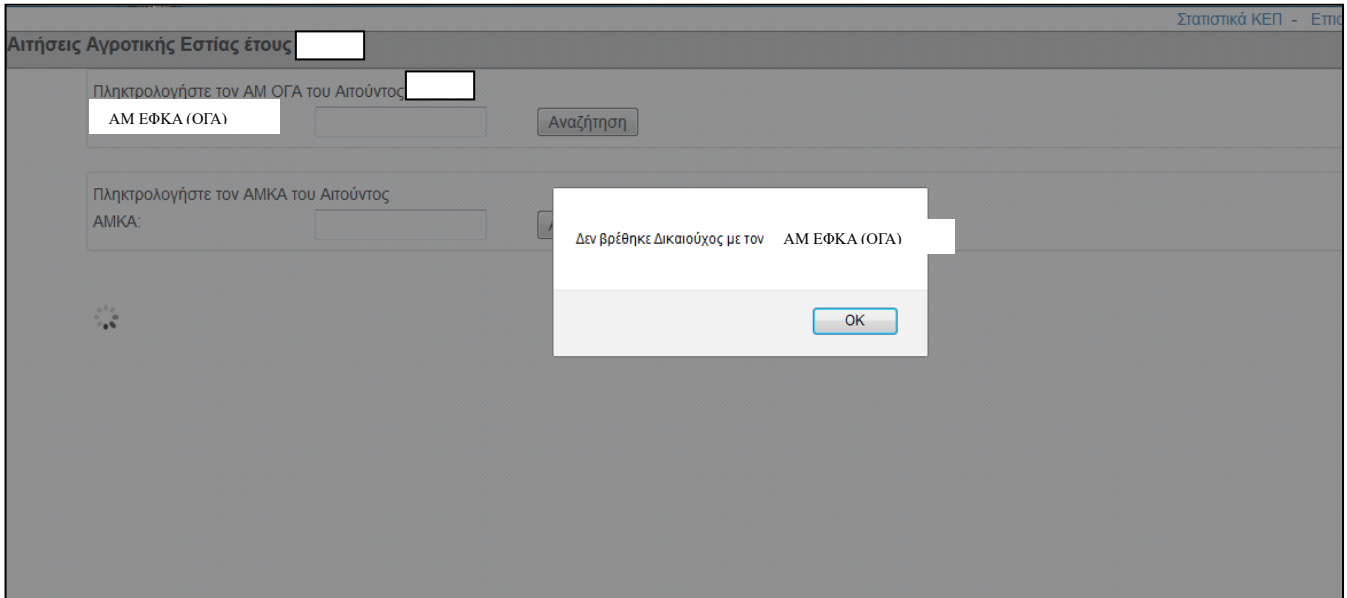 Στατιστικά ΚΕΠ -
Αιτήσεις Αγροτικής Εστίας έτους
Πληκτρολογήστε τον ΑΜ ΟΓΑ του Αιτούντος
ΑΜ ΕΦΚΑ (ΟΓΑ)
Αναζήτηση
Πληκτρολογήστε τον ΑΜΚΑ του Αιτούντος
ΑΜΚΑ:
Δεν βρέθηκε Δικαιούχος με τον ΑΜ ΕΦΚΑ (ΟΓΑ)
OK